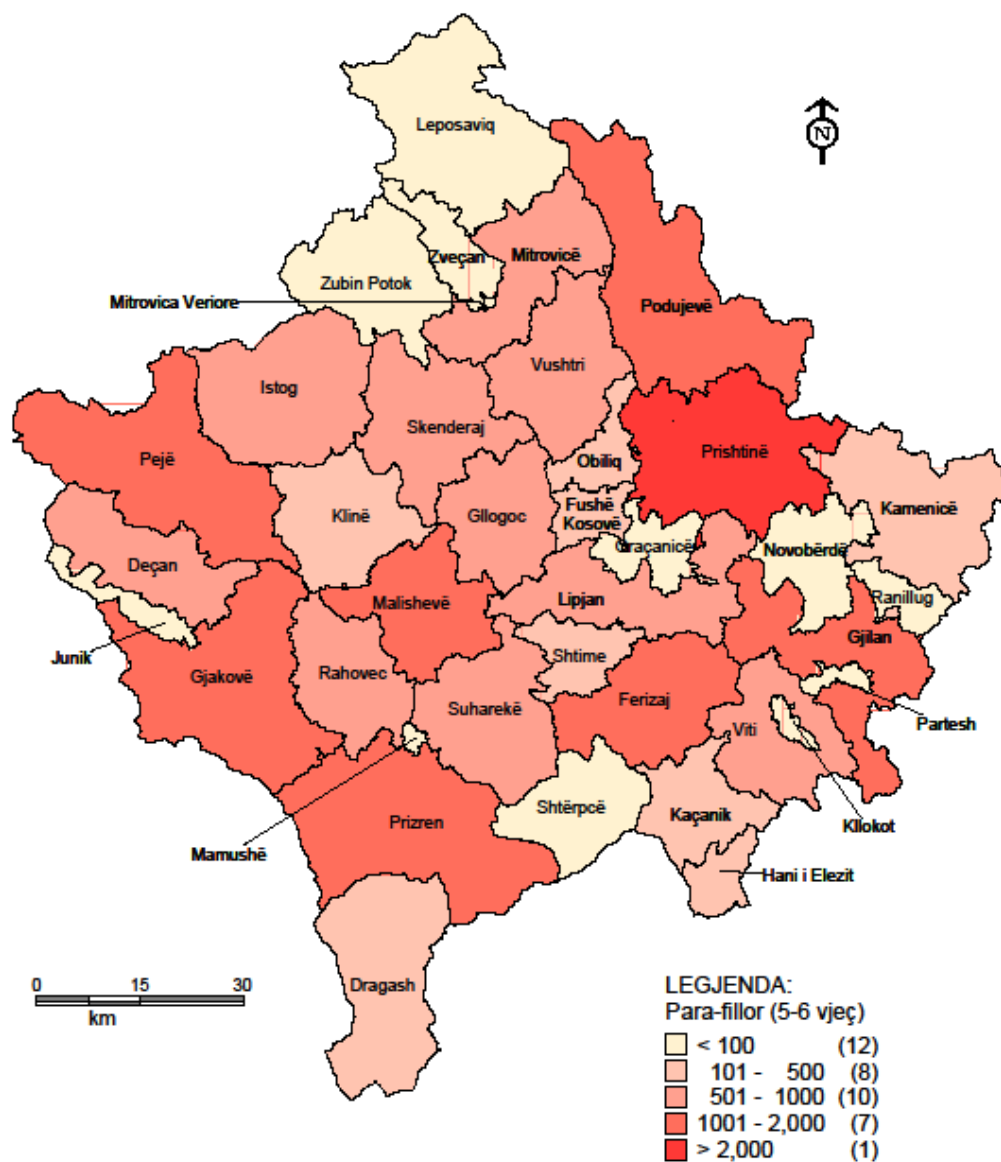 Leposaviq
N
Zveçan
Mitrovicë
Zubin Potok
Mitrovica Veriore
Podujevë
Vushtri
Istog
Skenderaj
Pejë
Prishtinë
Obiliq
Klinë
Gllogoc
Fushë
Kosovë
Kamenicë
Graçanicë
Novobërdë
Deçan
Malishevë
Lipjan
Ranillug
Junik
Gjakovë
Rahovec
Shtime
Gjilan
Suharekë
Ferizaj
Viti
Partesh
Mamushë
Prizren
Shtërpcë
Kaçanik
Kllokot
Hani i Elezit
Dragash
0 15 30
km
LEGJENDA:
Para-fillor (5-6 vjeç)
< 100 (12)
101 - 500 (8)
501 - 1000 (10)
1001 - 2,000 (7)
> 2,000 (1)